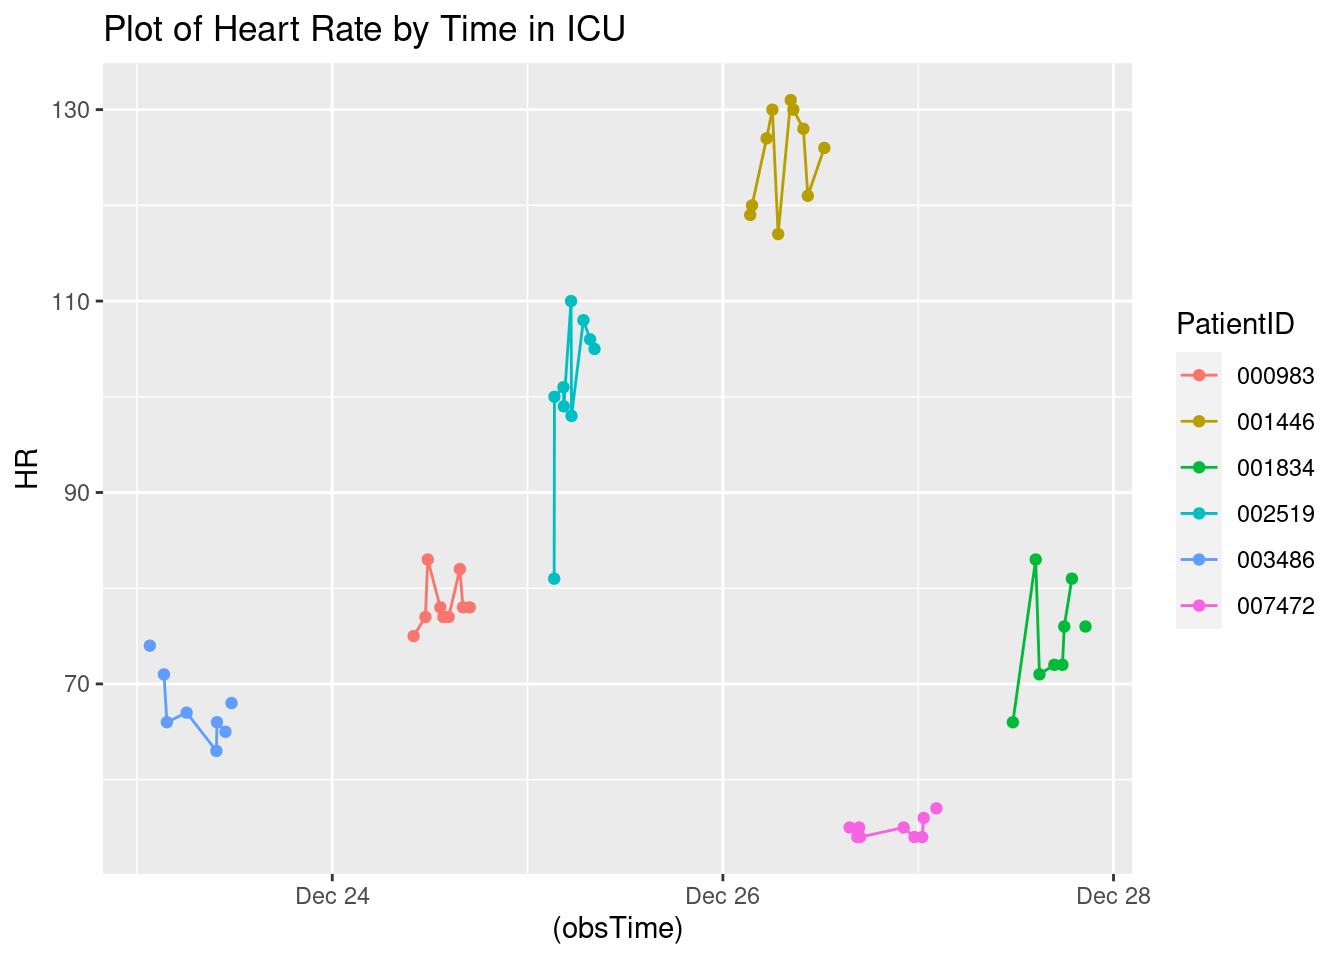 Plot of Heart Rate by Time in ICU
130
110
90
70
HR
Dec 24
Dec 26
Dec 28
(obsTime)
PatientID
000983
001446
001834
002519
003486
007472